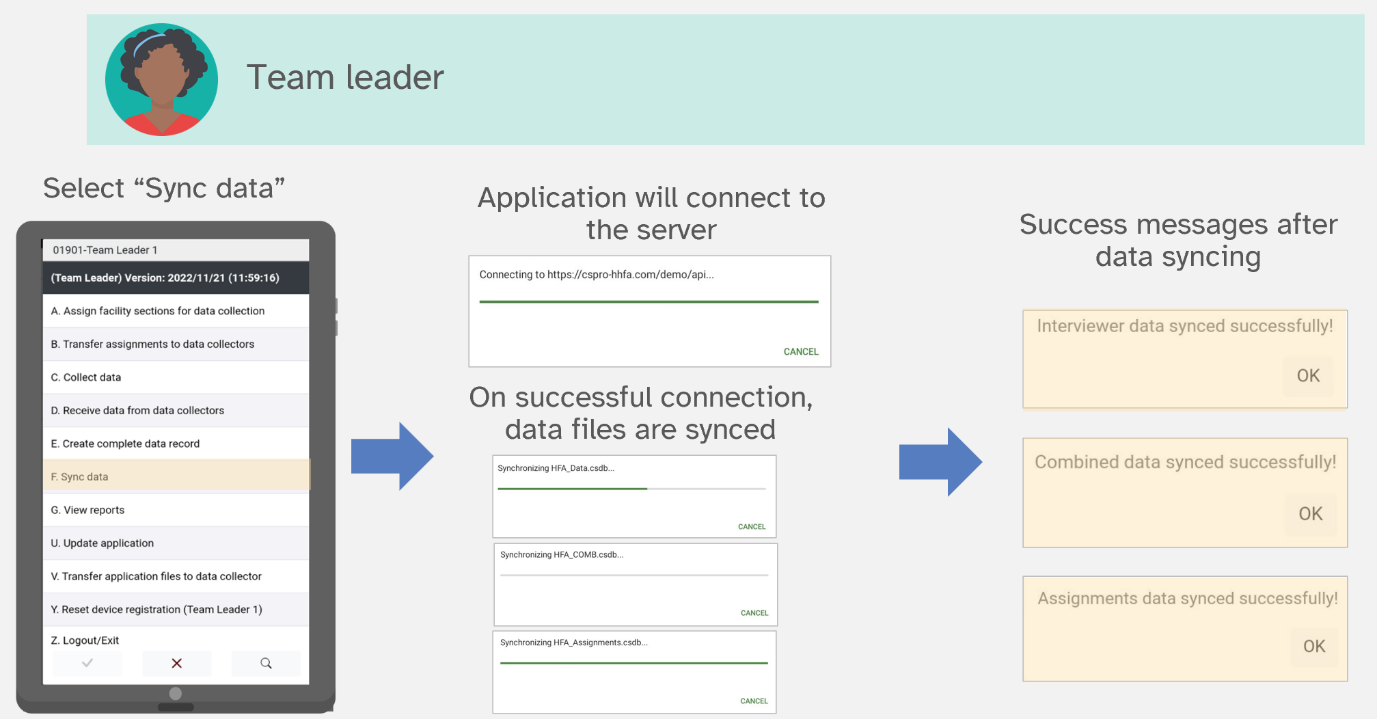 Team leader
Select “Sync data”
01901-Team Leader 1
(Team Leader) Version: 2022/11/21 (11:59:16)
A. Assign facility sections for data collection
B. Transfer assignments to data collectors
C. Collect data
D. Receive data from data collectors
E. Create complete data record
F. Sync data
G. View reports
U. Update application
V. Transfer application files to data collector
Y. Reset device registration (Team Leader 1)
Z. Logout/Exit
Application will connect to
the server
Connecting to https://cspro-hhfa.com/demo/api...
CANCEL
On successful connection,
data files are synced
Synchronizing HFA_Data.csdb...
CANCEL
Synchronizing HFA_COMB.csdb...
CANCEL
Synchronizing HFA_Assignments.csdb...
CANCEL
Success messages after
data syncing
Interviewer data synced successfully!
OK
Combined data synced successfully!
OK
Assignments data synced successfully!
OK